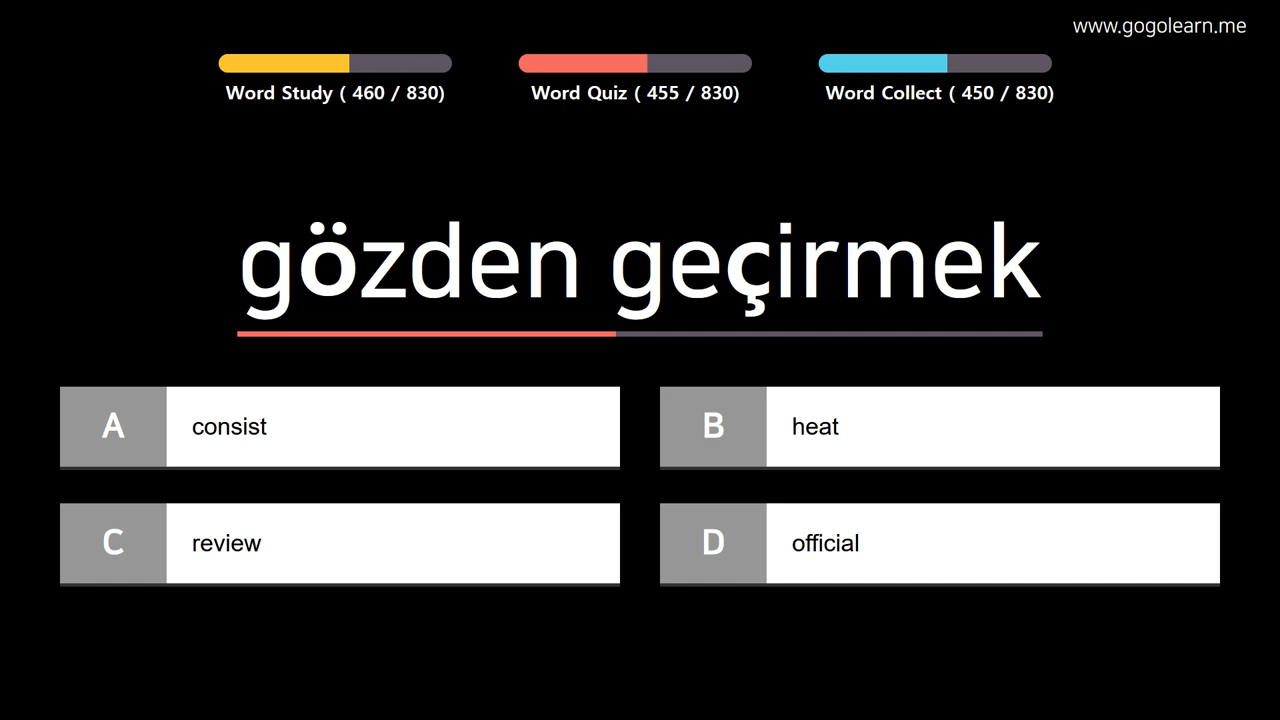 www.gogolearn.me
Word Study ( 460 / 830)
Word Quiz ( 455 / 830)
Word Collect ( 450 / 830)
gözden geçirmek
A consist
B heat
C review
D official